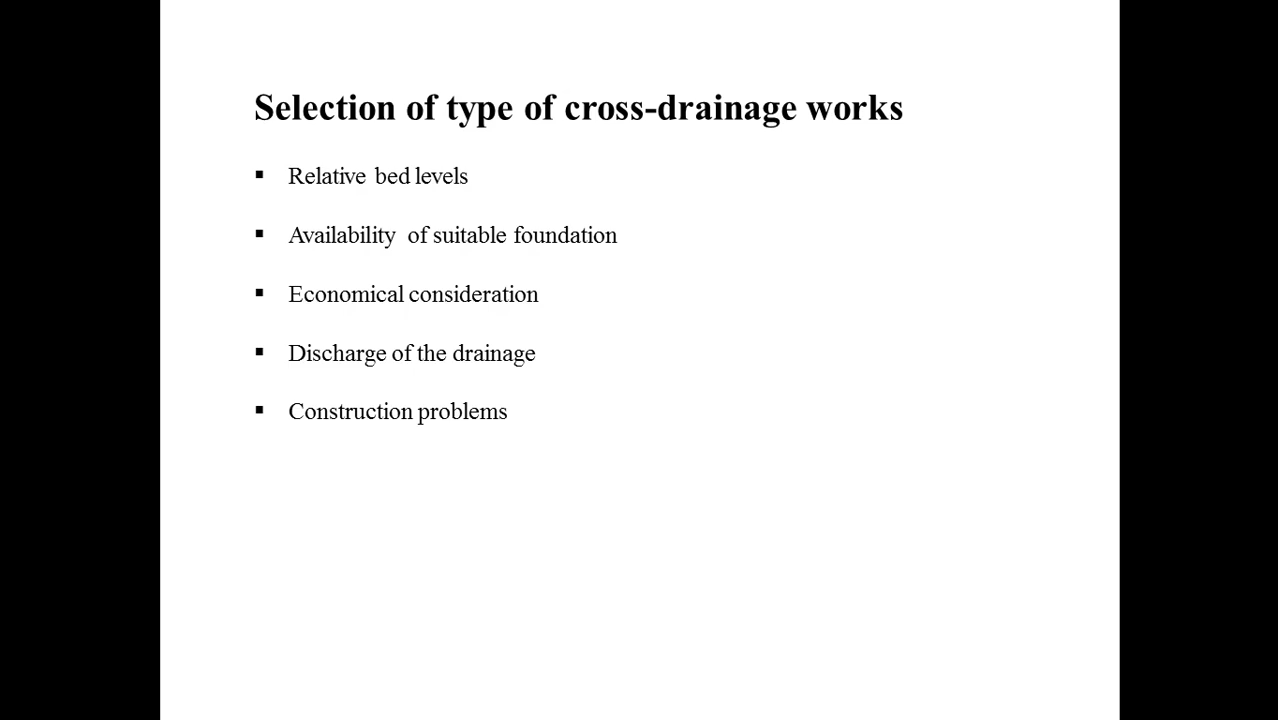 Selection of type of cross-drainage works
▪ Relative bed levels
▪ Availability of suitable foundation
▪ Economical consideration
▪ Discharge of the drainage
▪ Construction problems